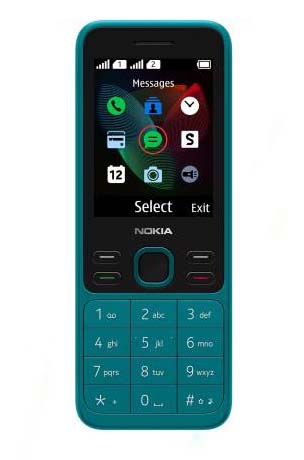 1 2
Messages
S
12
Select Exit
NOKIA
1 ൦൦ 2 abc 3 def
4 ghi 5 jkl 6 mno
7 pqrs 8 tuv 9 wxyz
* + 0 ⎵ #